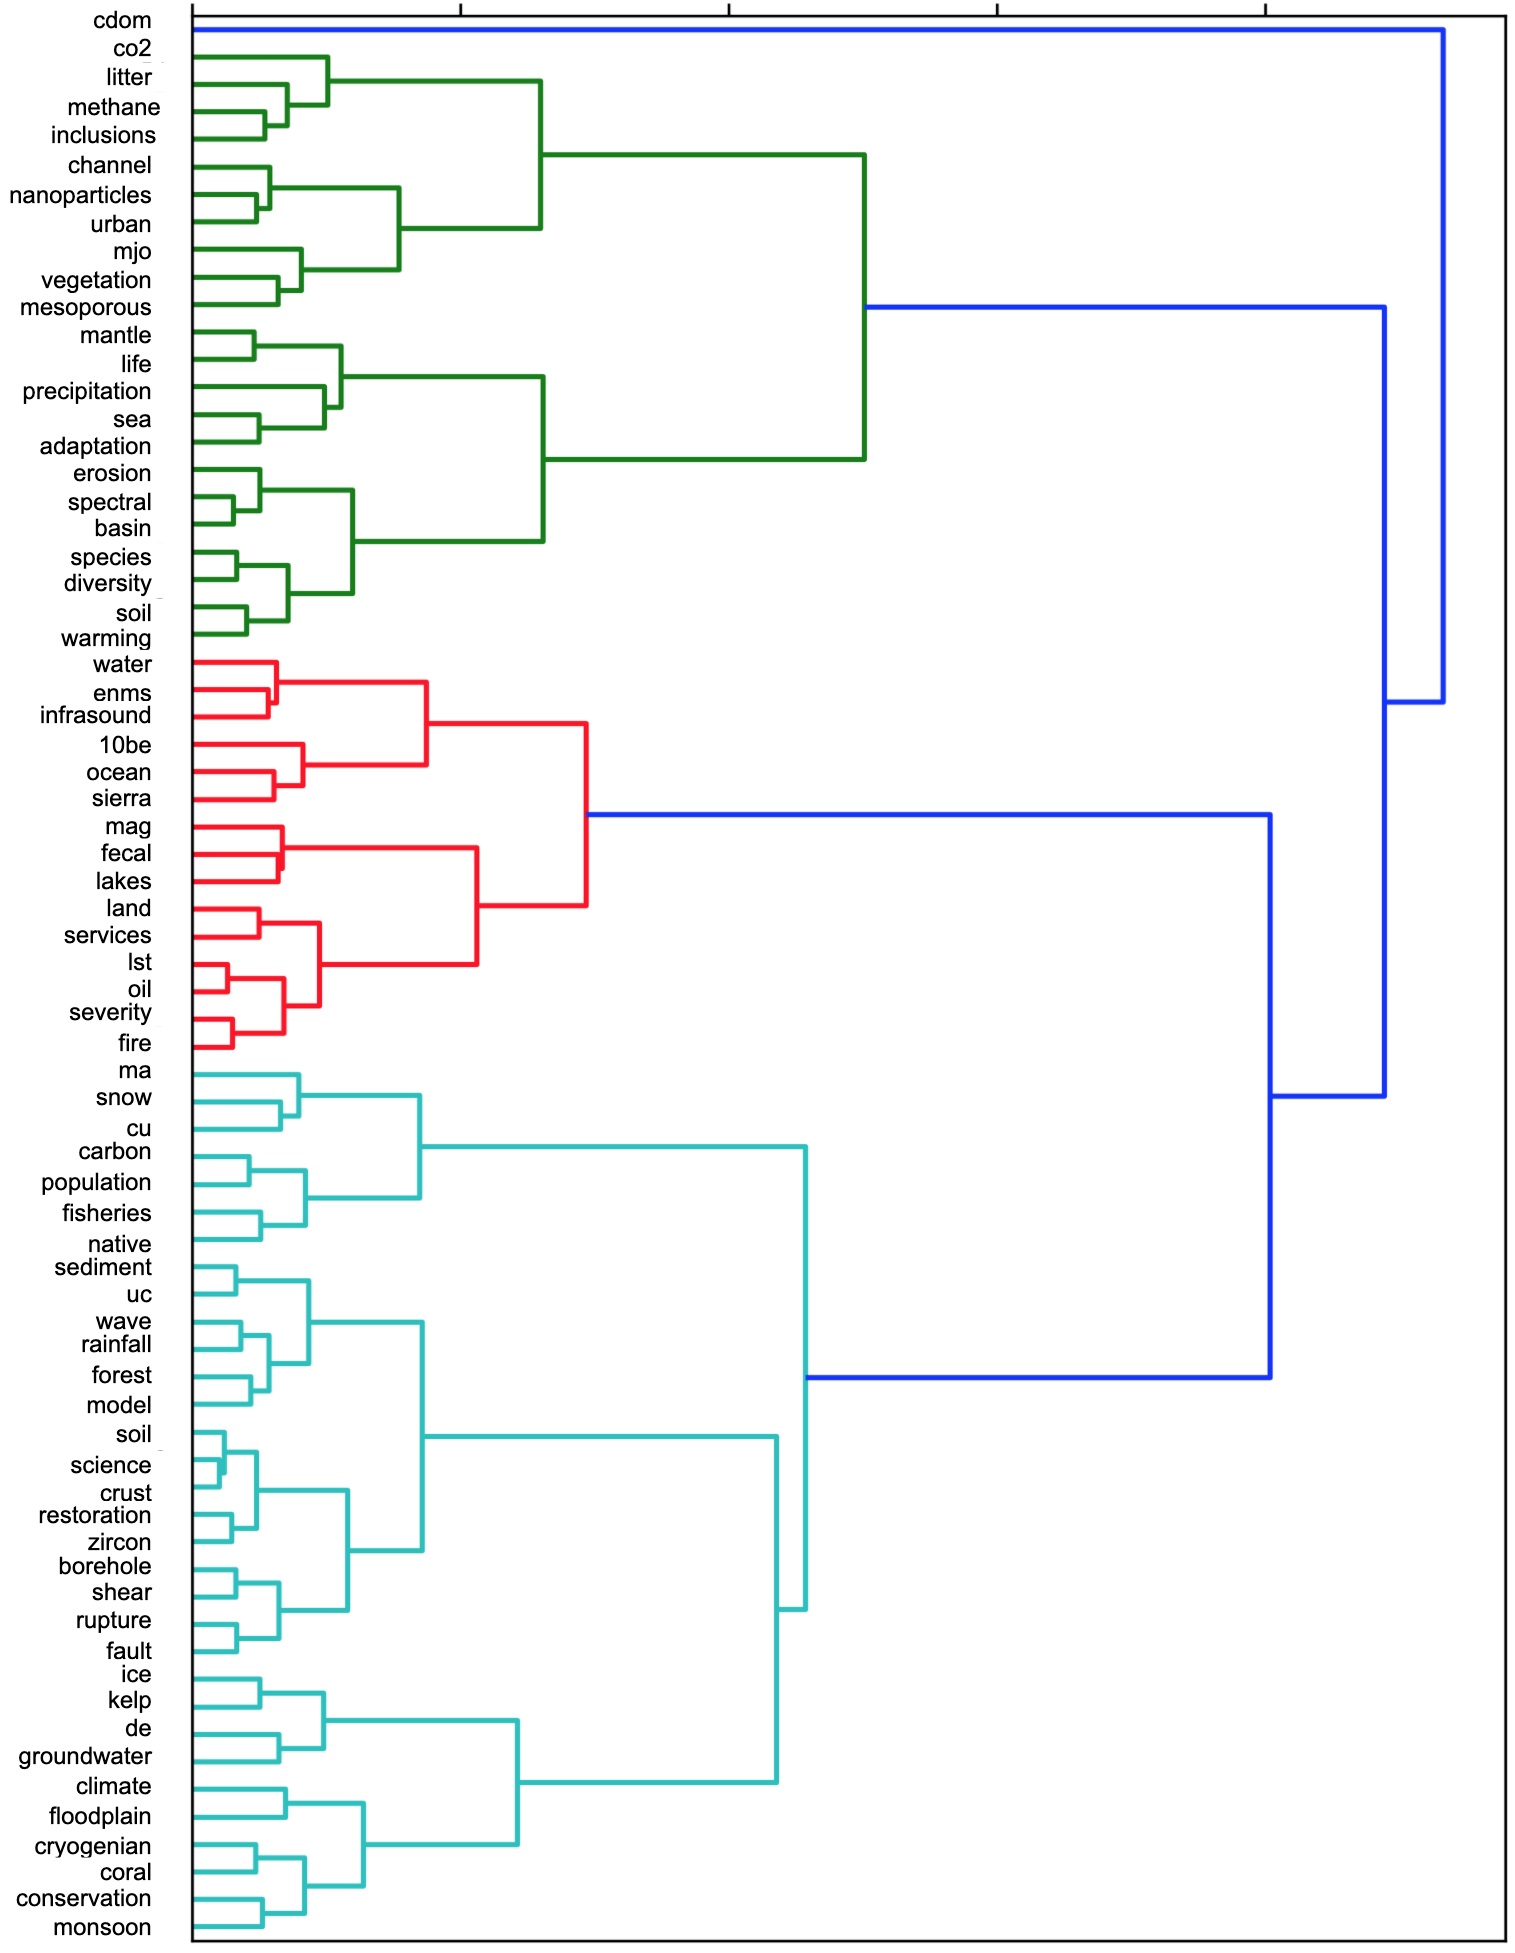 cdom
co2
litter
methane
inclusions
channel
nanoparticles
urban
mjo
vegetation
mesoporous
mantle
life
precipitation
sea
adaptation
erosion
spectral
basin
species
diversity
soil
warming
water
enms
infrasound
10be
ocean
sierra
mag
fecal
lakes
land
services
lst
oil
severity
fire
ma
snow
cu
carbon
population
fisheries
native
sediment
uc
wave
rainfall
forest
model
soil
science
crust
restoration
zircon
borehole
shear
rupture
fault
ice
kelp
de
groundwater
climate
floodplain
cryogenian
coral
conservation
monsoon